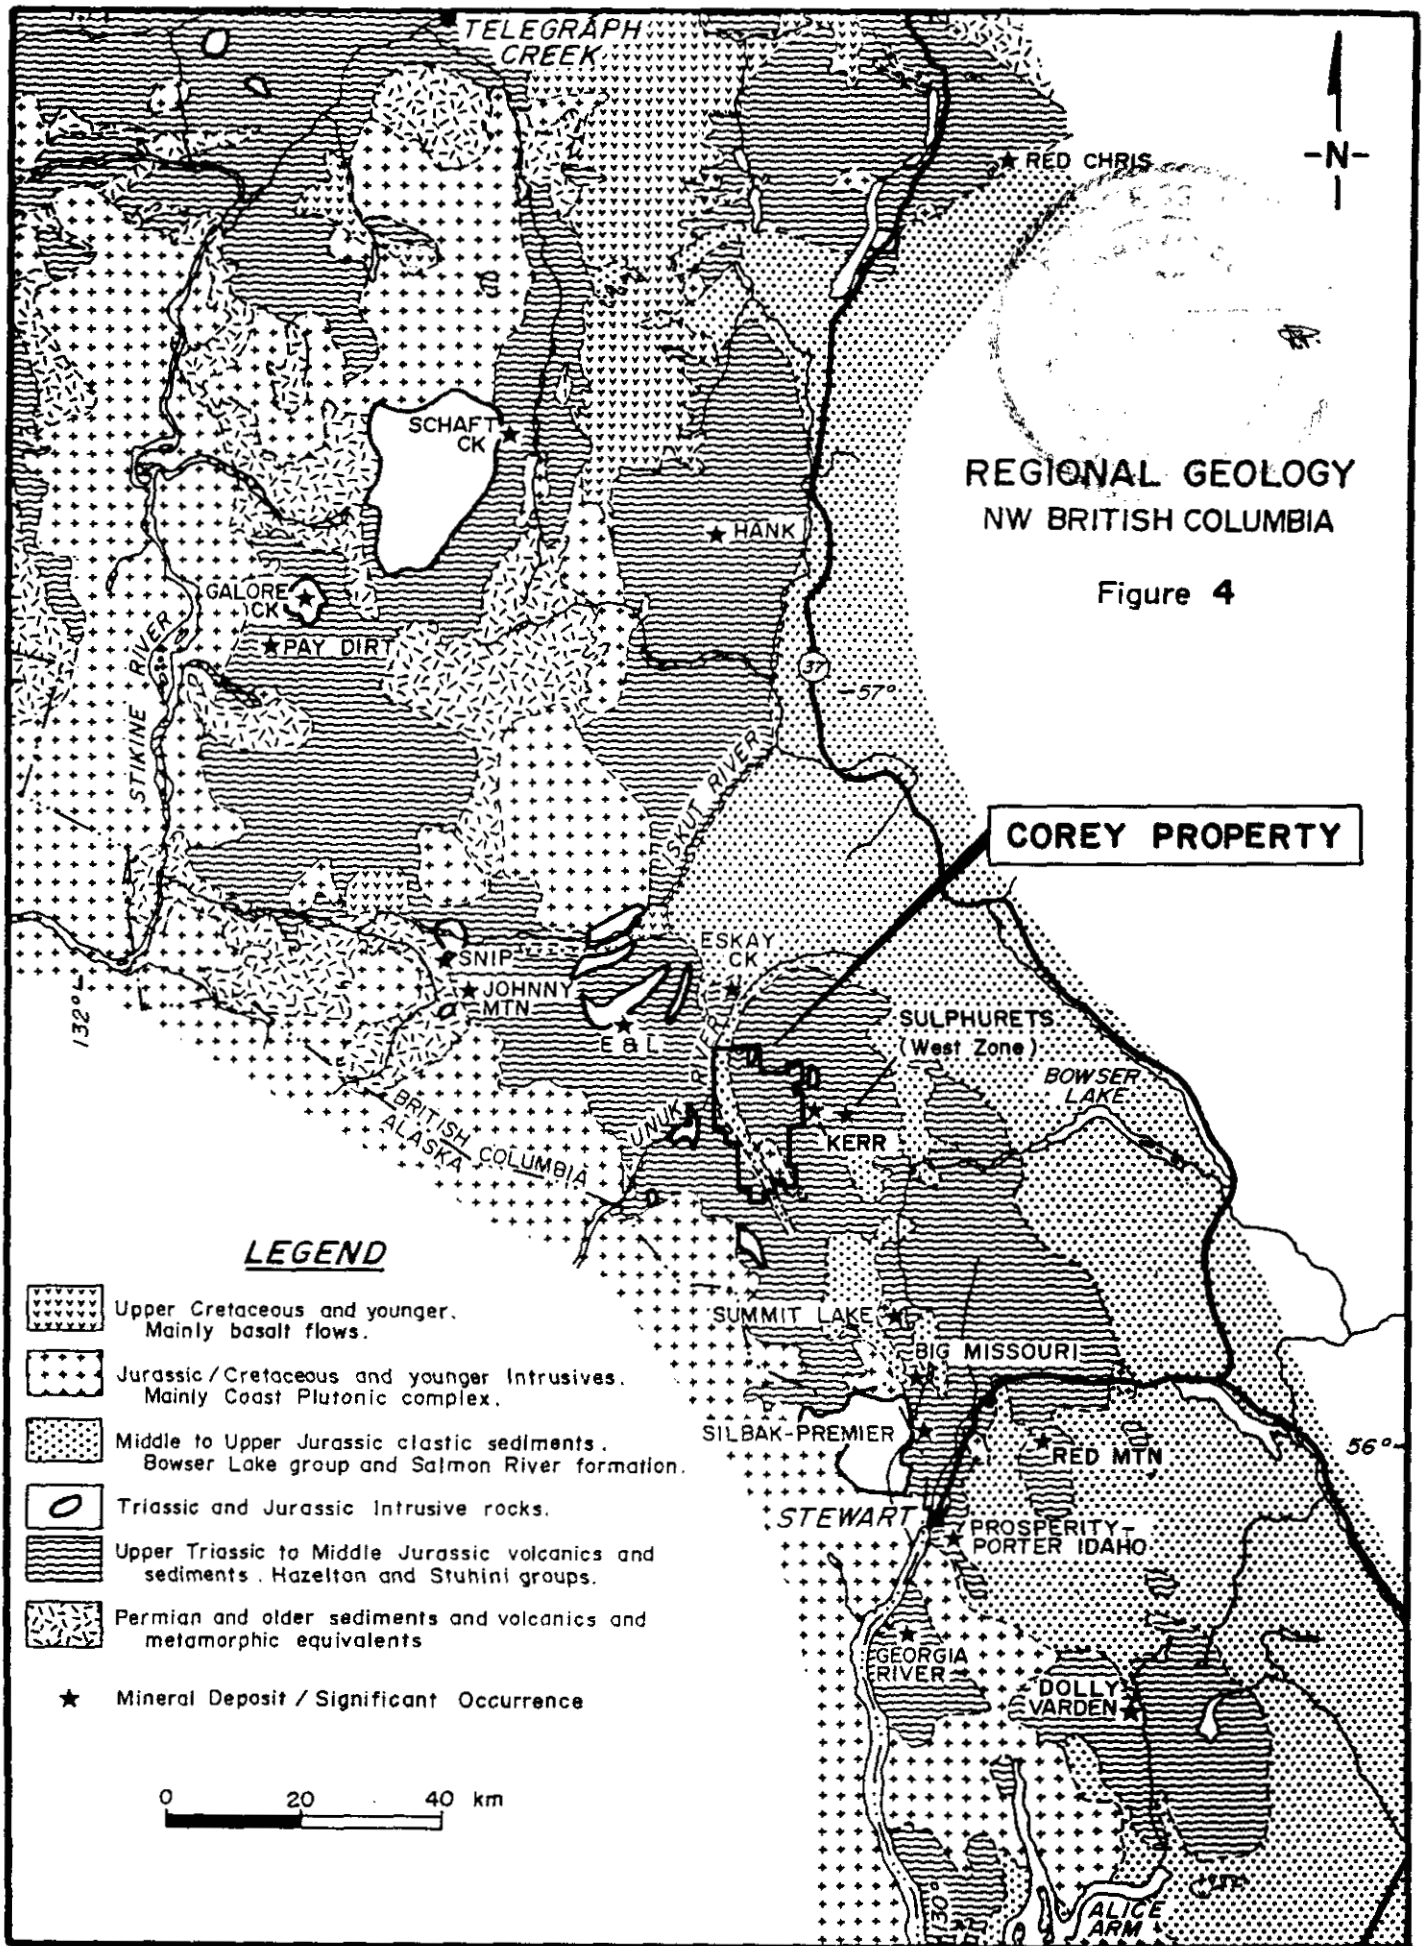 TELEGRAPH
CREEK
-N-
RED CHRIS
SCHAFT
CK
REGIONAL GEOLOGY
NW BRITISH COLUMBIA
Figure 4
HANK
GALORE
CK
PAY DIRT
STIKINE RIVER
37
57°
ISKUT RIVER
COREY PROPERTY
ESKAY
CK
SNIP
JOHNNY
MTN
E & L
132°
SULPHURETS
(West Zone)
BOWSER
LAKE
KERR
UNUK RIVER
BRITISH COLUMBIA
ALASKA
LEGEND
Upper Cretaceous and younger.
Mainly basalt flows.
Jurassic/Cretaceous and younger Intrusives.
Mainly Coast Plutonic complex.
Middle to Upper Jurassic clastic sediments.
Bowser Lake group and Salmon River formation.
Triassic and Jurassic Intrusive rocks.
Upper Triassic to Middle Jurassic volcanics and
sediments. Hazelton and Stuhini groups.
Permian and older sediments and volcanics and
metamorphic equivalents
Mineral Deposit / Significant Occurrence
0 20 40 km
SUMMIT LAKE
BIG MISSOURI
SILBAK-PREMIER
RED MTN
56°
STEWART
PROSPERITY-
PORTER IDAHO
GEORGIA
RIVER
DOLLY
VARDEN
130°
ALICE
ARM